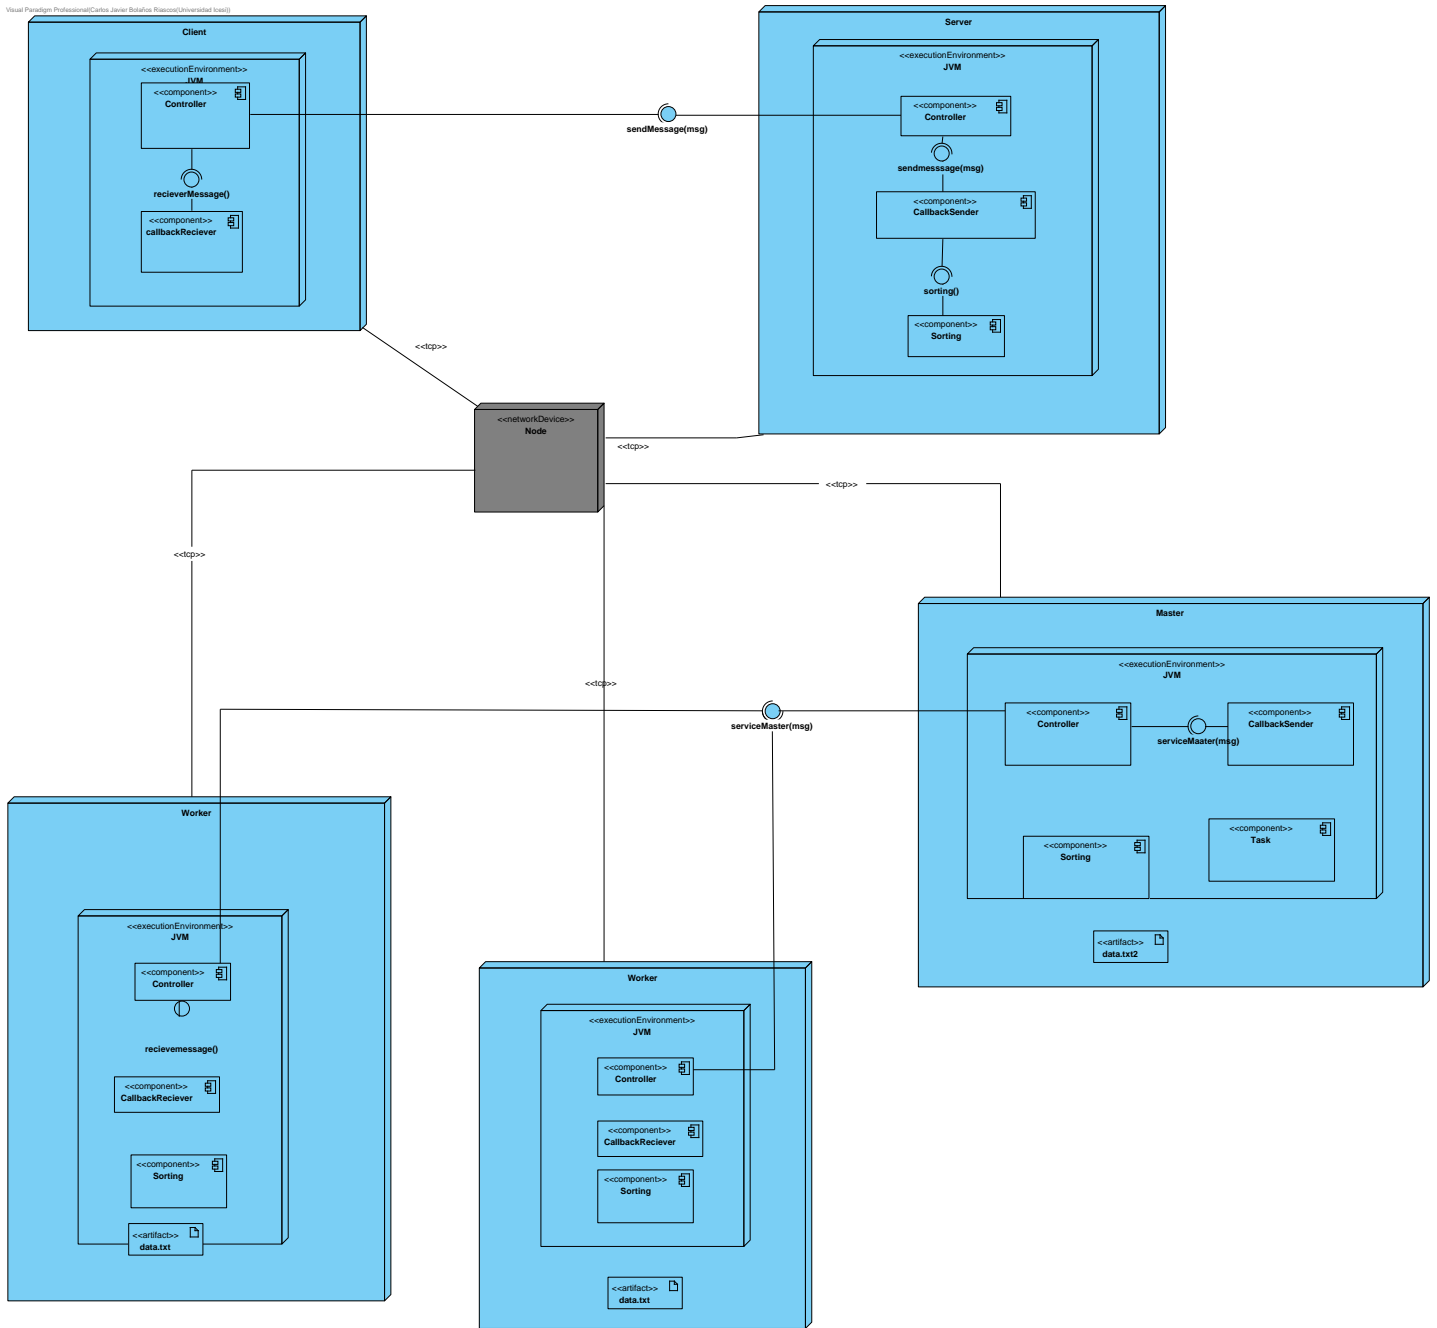 Visual Paradigm Professional(Carlos Javier Bolaños Riascos(Universidad Icesi))
Client
<<executionEnvironment>>
JVM
<<component>>
Controller
recieverMessage()
<<component>>
callbackReciever
sendMessage(msg)
Server
<<executionEnvironment>>
JVM
<<component>>
Controller
sendmesssage(msg)
<<component>>
CallbackSender
sorting()
<<component>>
Sorting
<<tcp>>
<<networkDevice>>
Node
<<tcp>>
<<tcp>>
<<tcp>>
<<tcp>>
Master
<<executionEnvironment>>
JVM
<<component>>
Controller
serviceMaater(msg)
<<component>>
CallbackSender
<<component>>
Sorting
<<component>>
Task
<<artifact>>
data.txt2
serviceMaster(msg)
Worker
<<executionEnvironment>>
JVM
<<component>>
Controller
recievemessage()
<<component>>
CallbackReciever
<<component>>
Sorting
<<artifact>>
data.txt
Worker
<<executionEnvironment>>
JVM
<<component>>
Controller
<<component>>
CallbackReciever
<<component>>
Sorting
<<artifact>>
data.txt